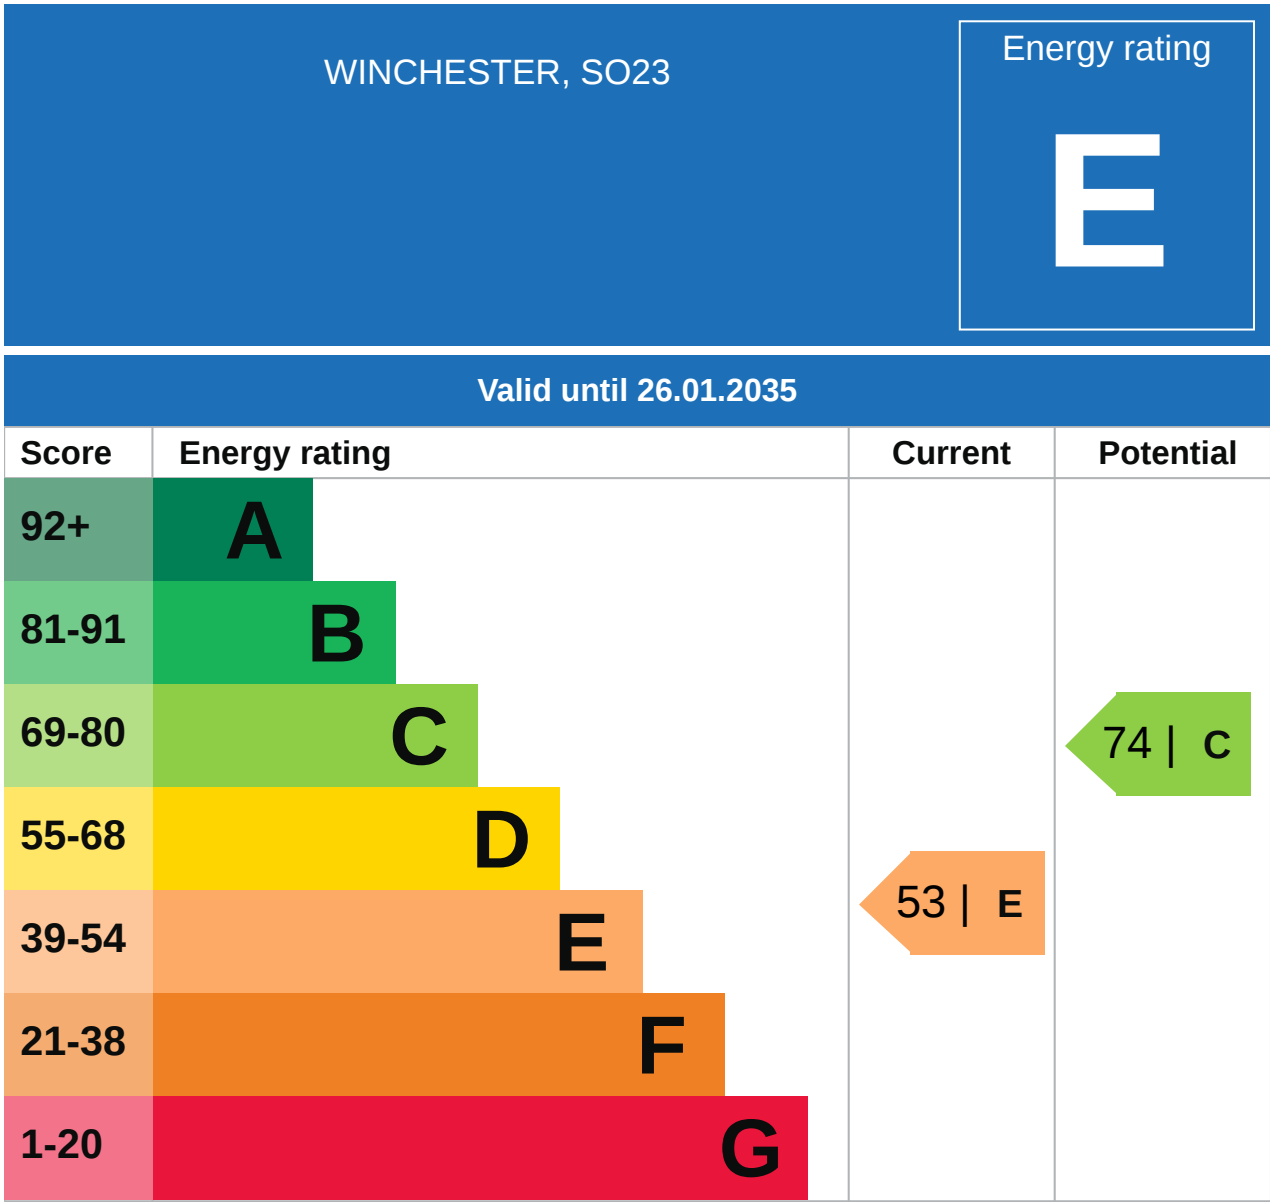 WINCHESTER, SO23
Energy rating
E
Valid until 26.01.2035
Score Energy rating Current Potential
92+ A
81-91 B
69-80 C 74 | C
55-68 D
39-54 E 53 | E
21-38 F
1-20 G